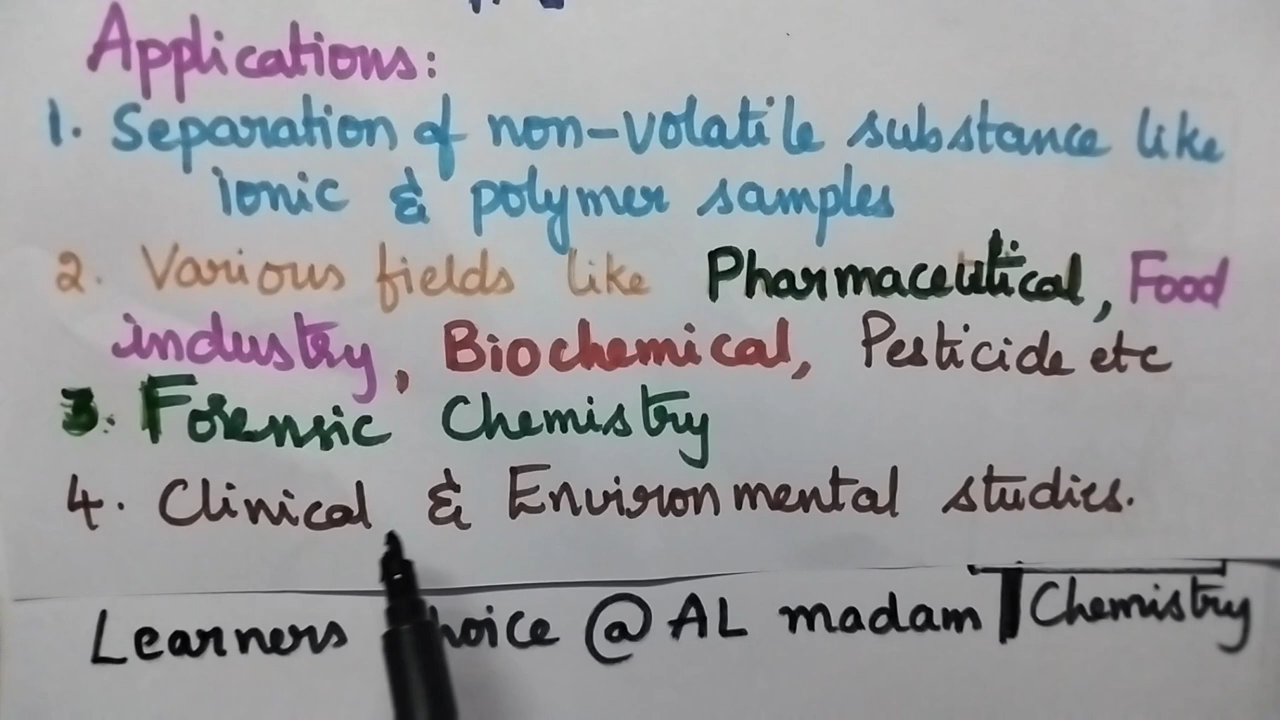 Applications:
1. Separation of non-volatile substance like
ionic & polymer samples
2. Various fields like Pharmaceutical, Food
industry, Biochemical, Pesticide etc
3. Forensic Chemistry
4. Clinical & Environmental studies.
Learners hoice @ AL madam Chemistry